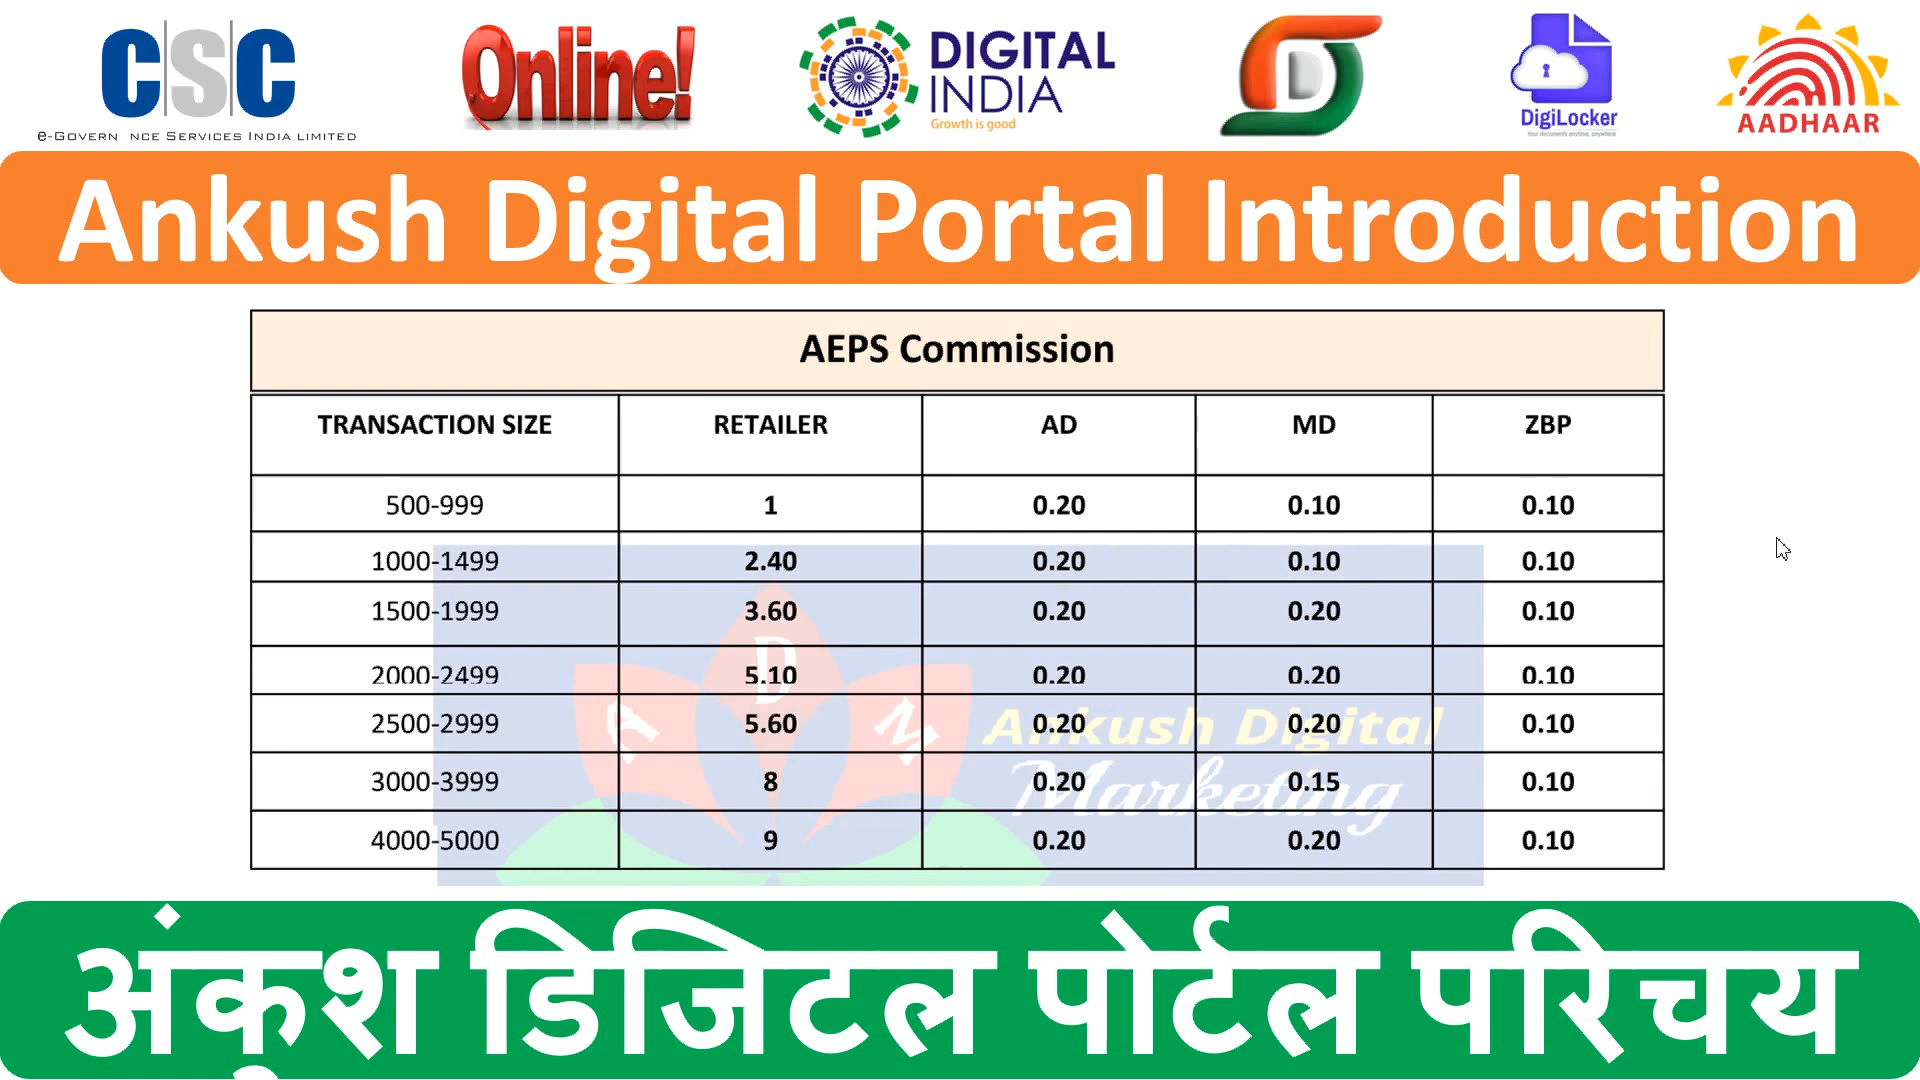 CSC
e-GOVERN NCE SERVICES INDIA LIMITED
Online!
DIGITAL
INDIA
Growth is good
DigiLocker
Your documents anytime, anywhere
AADHAAR
Ankush Digital Portal Introduction
AEPS Commission
TRANSACTION SIZE RETAILER AD MD ZBP
500-999 1 0.20 0.10 0.10
1000-1499 2.40 0.20 0.10 0.10
1500-1999 3.60 0.20 0.20 0.10
2000-2499 5.10 0.20 0.20 0.10
2500-2999 5.60 0.20 0.20 0.10
3000-3999 8 0.20 0.15 0.10
4000-5000 9 0.20 0.20 0.10
A D M
Ankush Digital
Marketing
अंकुश डिजिटल पोर्टल परिचय